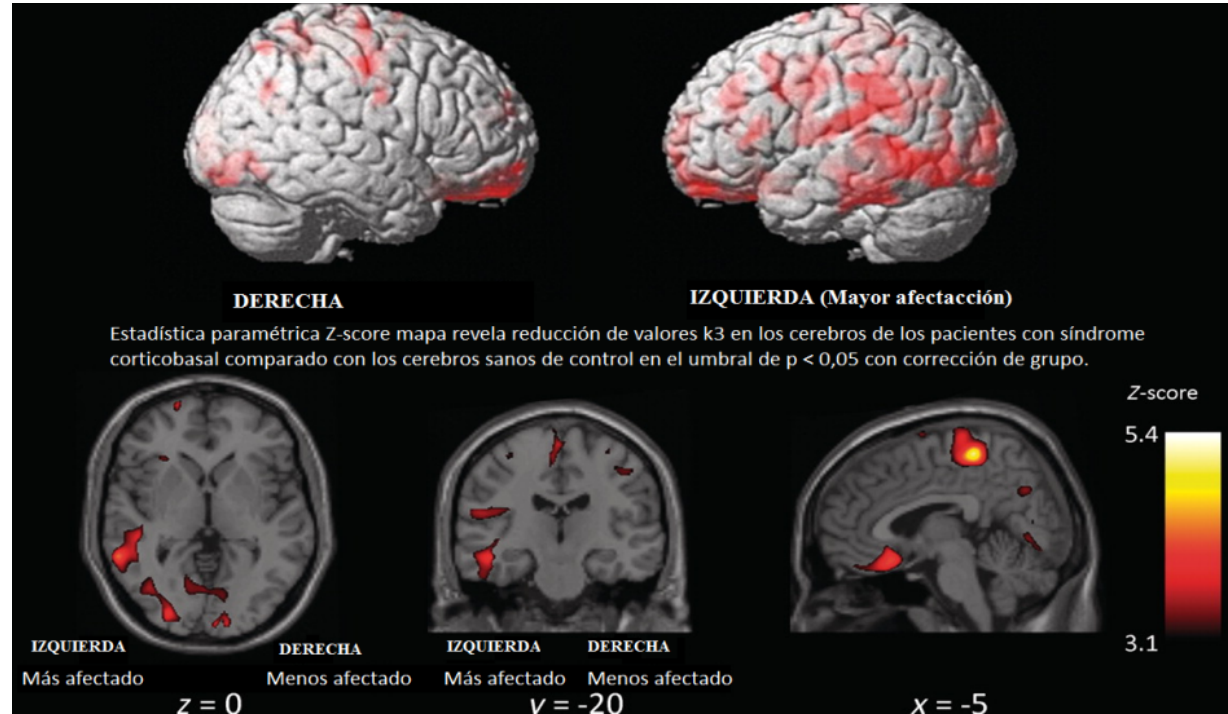 DERECHA
IZQUIERDA (Mayor afectacción)
Estadística paramétrica Z-score mapa revela reducción de valores k3 en los cerebros de los pacientes con síndrome
corticobasal comparado con los cerebros sanos de control en el umbral de p < 0,05 con corrección de grupo.
Z-score
5.4
3.1
IZQUIERDA
DERECHA
IZQUIERDA
DERECHA
Más afectado
Menos afectado
Más afectado
Menos afectado
z = 0
y = -20
x = -5